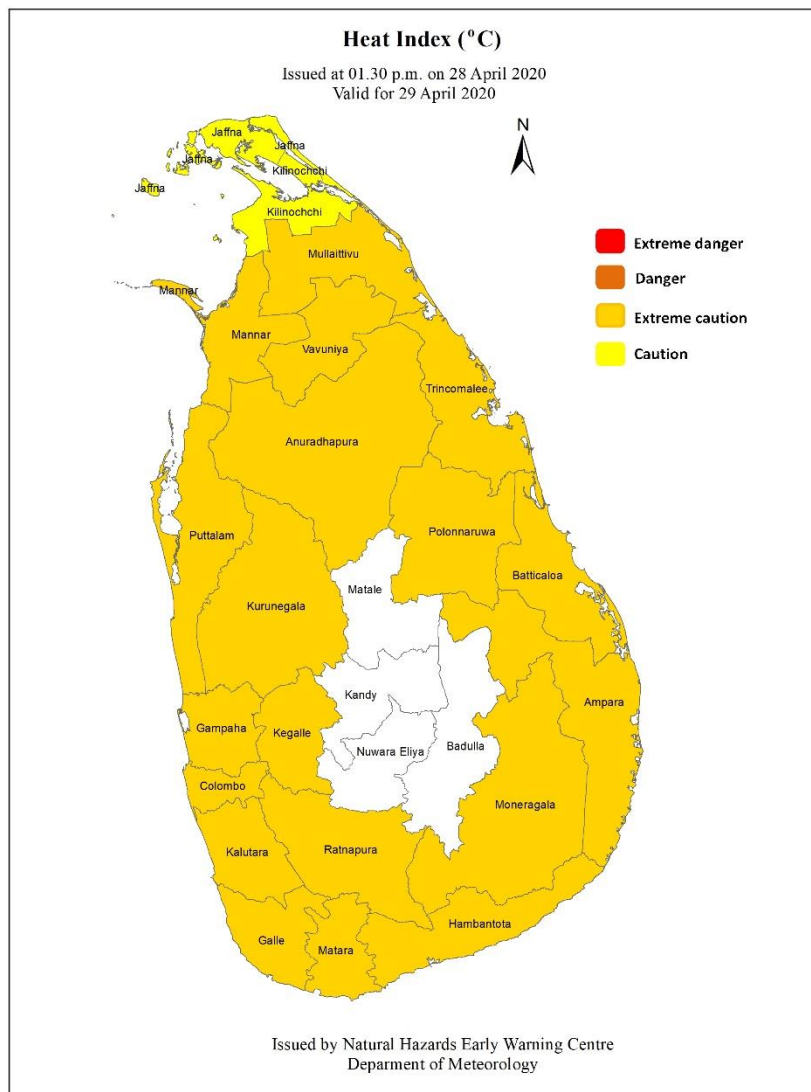 Heat Index (°C)
Issued at 01.30 p.m. on 28 April 2020
Valid for 29 April 2020
N
Jaffna
Jaffna
Jaffna
Kilinochchi
Jaffna
Kilinochchi
Extreme danger
Danger
Extreme caution
Caution
Mullaittivu
Mannar
Mannar
Vavuniya
Trincomalee
Anuradhapura
Polonnaruwa
Puttalam
Batticaloa
Matale
Kurunegala
Kandy
Ampara
Gampaha
Kegalle
Nuwara Eliya
Badulla
Colombo
Moneragala
Kalutara
Ratnapura
Hambantota
Galle
Matara
Issued by Natural Hazards Early Warning Centre
Deparment of Meteorology